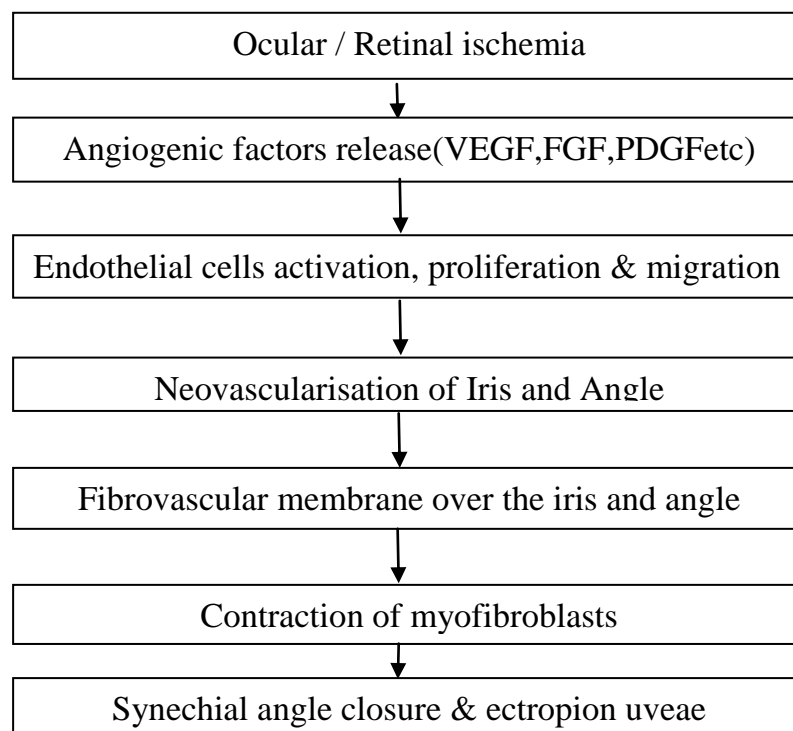 Ocular / Retinal ischemia
Angiogenic factors release(VEGF,FGF,PDGFetc)
Endothelial cells activation, proliferation & migration
Neovascularisation of Iris and Angle
Fibrovascular membrane over the iris and angle
Contraction of myofibroblasts
Synechial angle closure & ectropion uveae